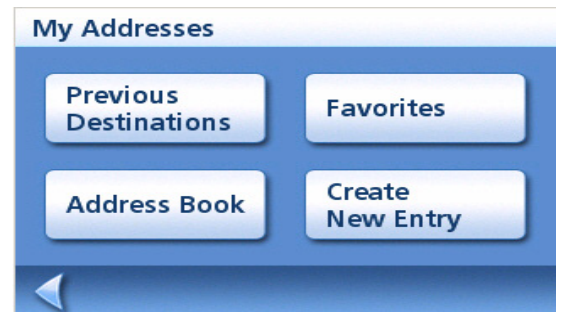 My Addresses
Previous
Destinations
Favorites
Address Book
Create
New Entry